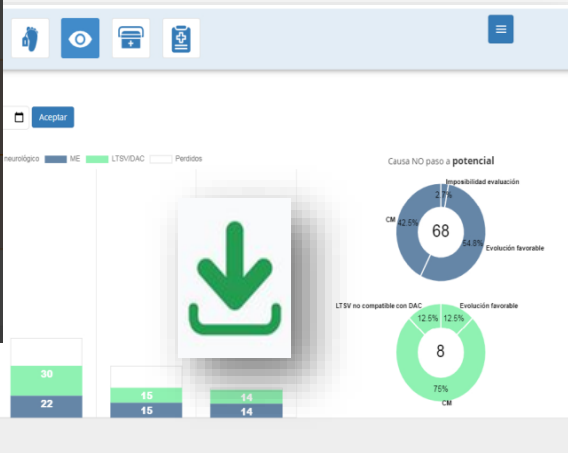 Aceptar
neurológico ME LTSV/DAC Perdidos
Causa NO paso a potencial
Imposibilidad evaluación
2.7%
CM 42.5%
68
54.8% Evolución favorable
LTSV no compatible con DAC Evolución favorable
12.5% 12.5%
8
75%
CM
30
22
15
15
14
14